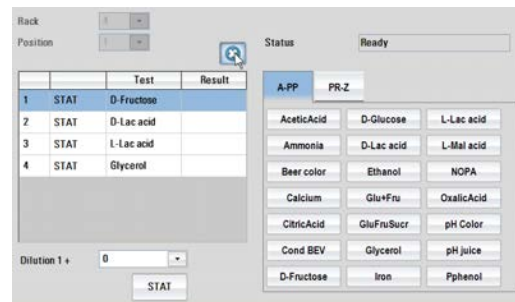 Rack 1
Position 1
Status Ready
Test Result
1 STAT D-Fructose
2 STAT D-Lac acid
3 STAT L-Lac acid
4 STAT Glycerol
Dilution 1 + 0
STAT
A-PP PR-Z
AceticAcid D-Glucose L-Lac acid
Ammonia D-Lac acid L-Mal acid
Beer color Ethanol NOPA
Calcium Glu+Fru OxalicAcid
CitricAcid GluFruSucr pH Color
Cond BEV Glycerol pH juice
D-Fructose Iron Pphenol